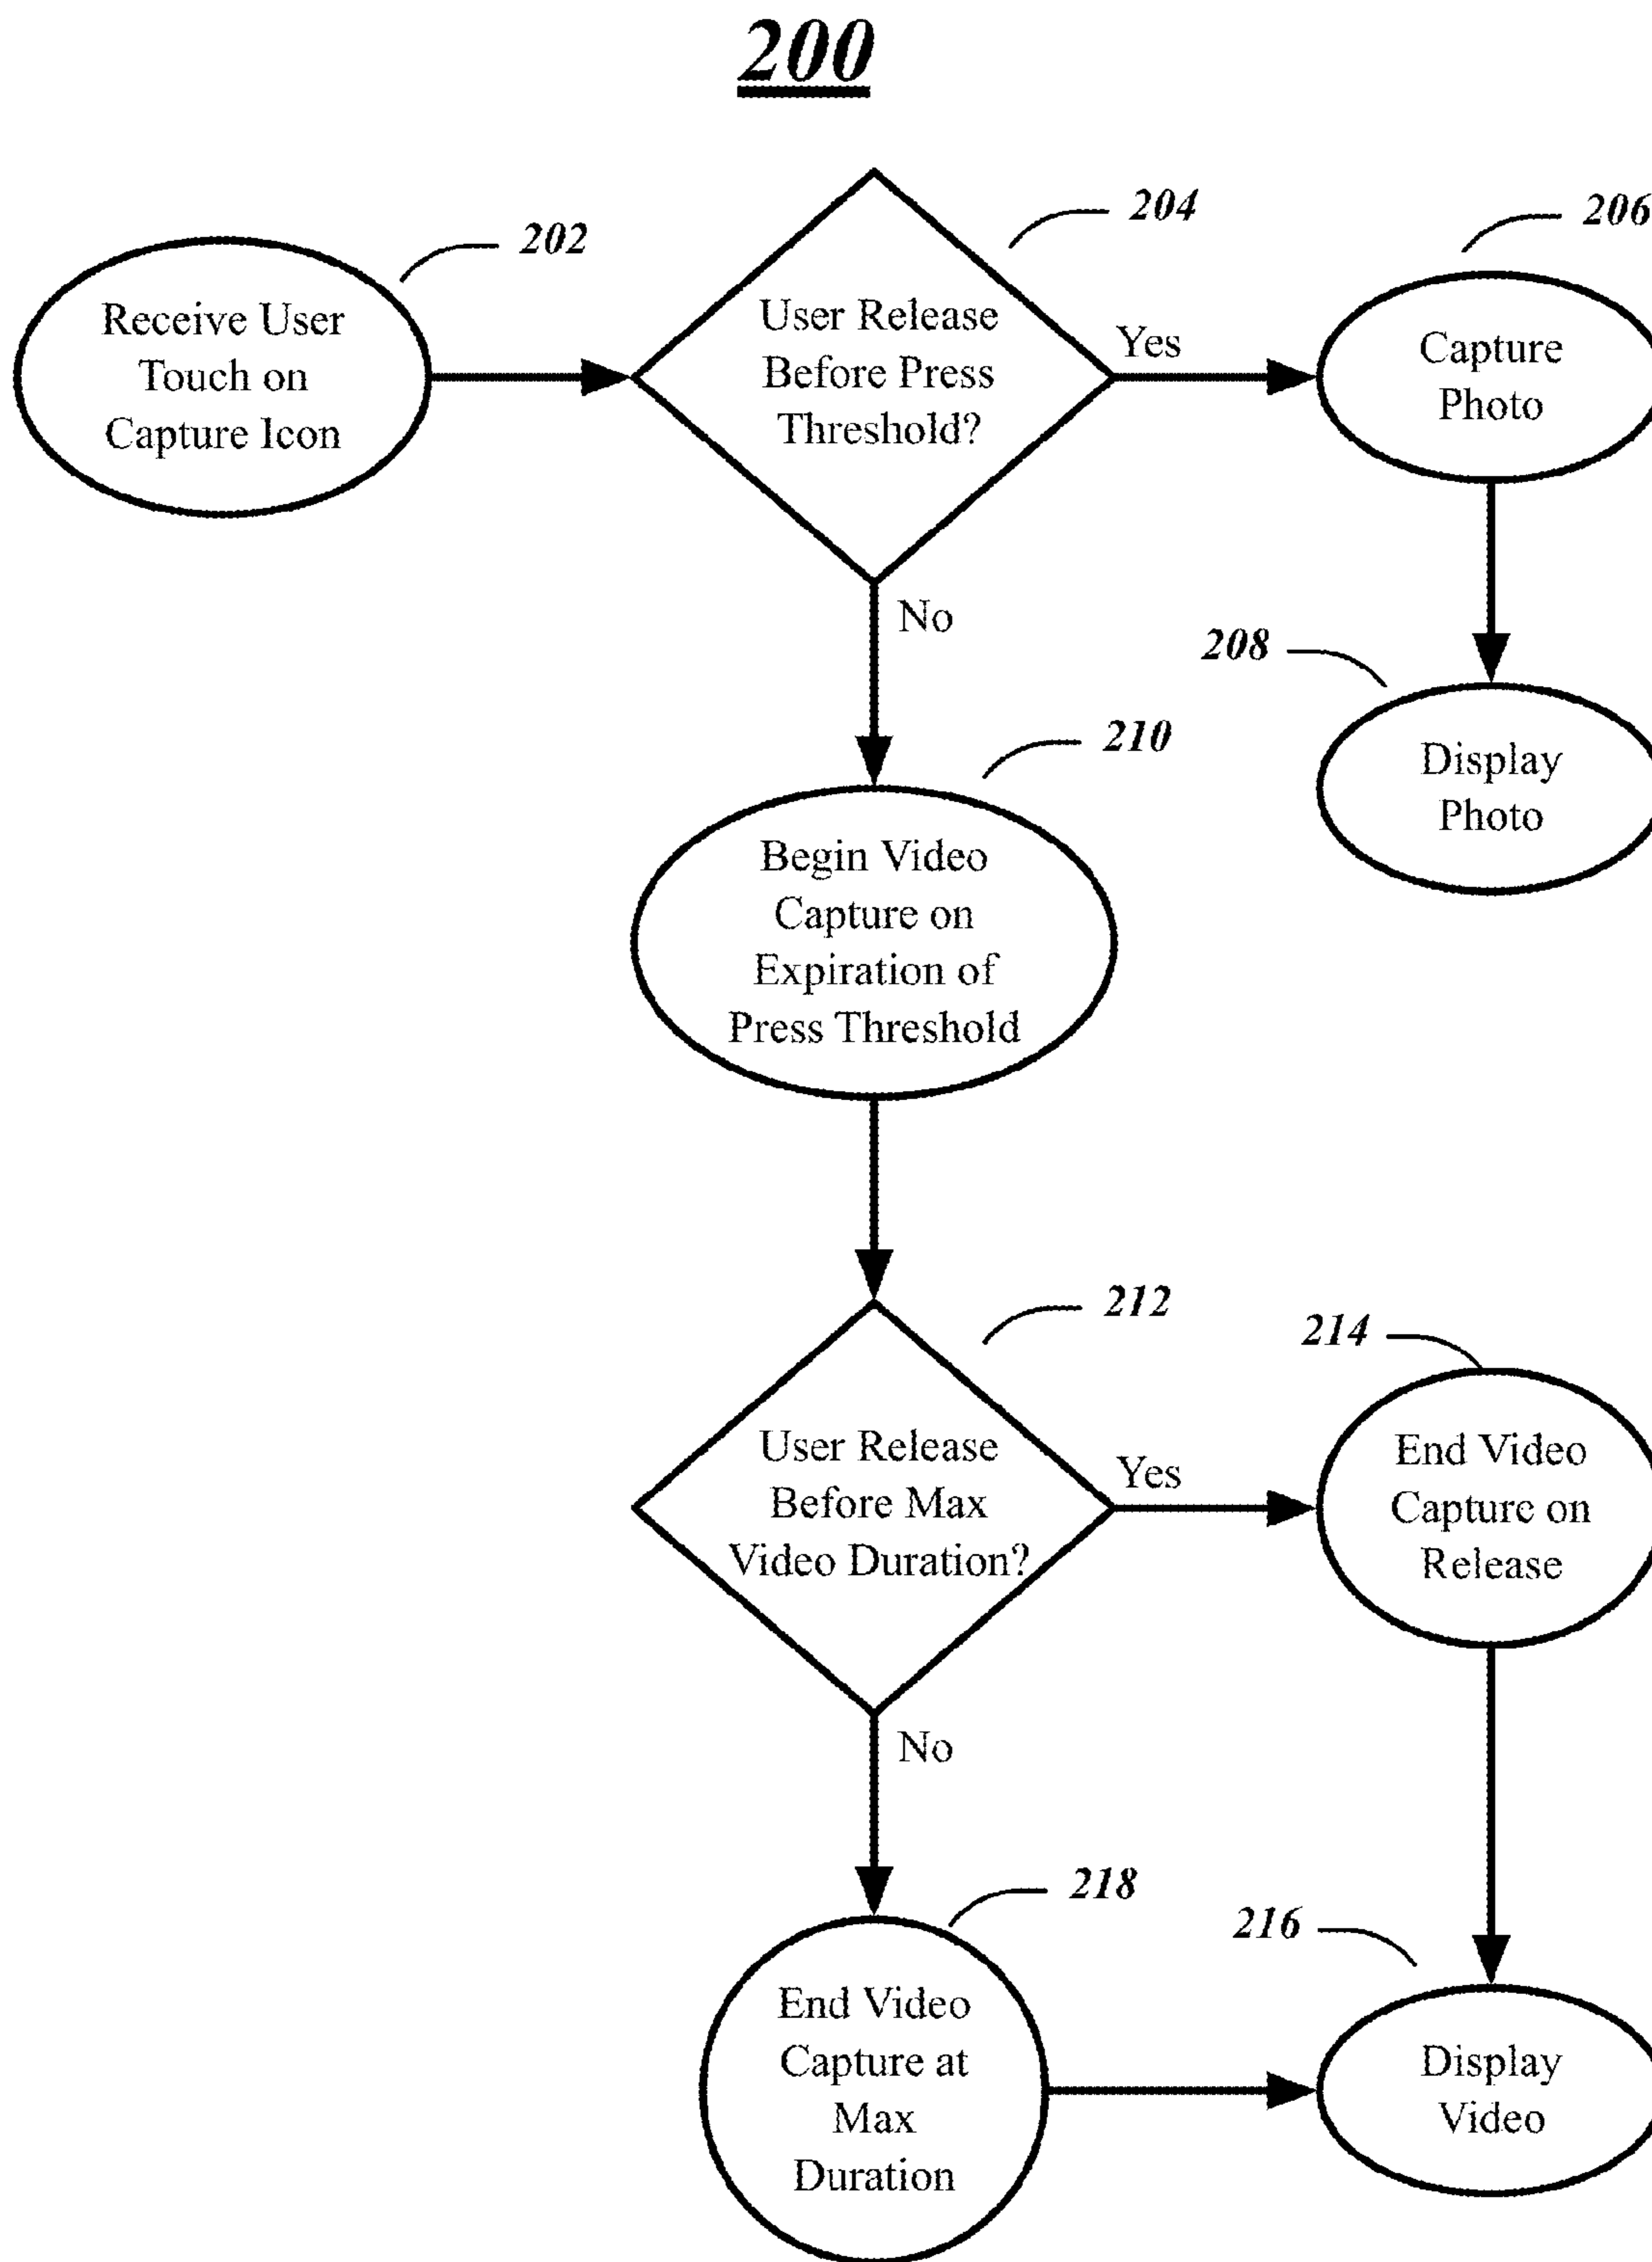 200
202
Receive User
Touch on
Capture Icon
204
User Release
Before Press
Threshold?
Yes
206
Capture
Photo
No
208
Display
Photo
210
Begin Video
Capture on
Expiration of
Press Threshold
212
User Release
Before Max
Video Duration?
Yes
214
End Video
Capture on
Release
No
218
End Video
Capture at
Max
Duration
216
Display
Video